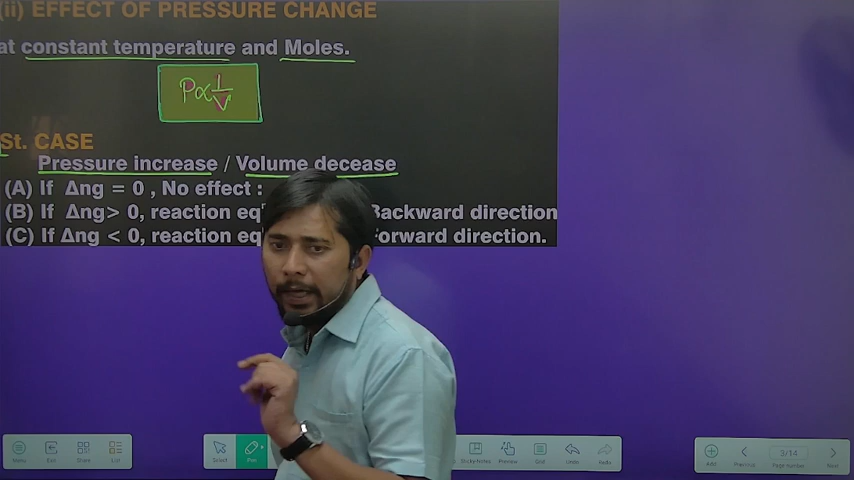 (ii) EFFECT OF PRESSURE CHANGE
at constant temperature and Moles.
P∝1/V
St. CASE
Pressure increase / Volume decease
(A) If Δng = 0 , No effect :
(B) If Δng> 0, reaction eq Backward direction
(C) If Δng < 0, reaction eq Forward direction.
Menu Exit Share List Select Pen Sticky-Notes Preview Grid Undo Redo Add Previous 3/14 Page number Next